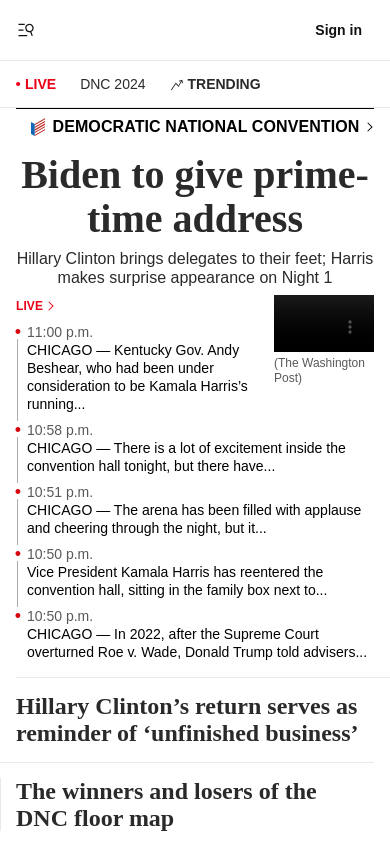 Sign in
LIVE
DNC 2024
TRENDING
DEMOCRATIC NATIONAL CONVENTION
Biden to give prime-
time address
Hillary Clinton brings delegates to their feet; Harris
makes surprise appearance on Night 1
LIVE
(The Washington
Post)
11:00 p.m.
CHICAGO — Kentucky Gov. Andy
Beshear, who had been under
consideration to be Kamala Harris’s
running...
10:58 p.m.
CHICAGO — There is a lot of excitement inside the
convention hall tonight, but there have...
10:51 p.m.
CHICAGO — The arena has been filled with applause
and cheering through the night, but it...
10:50 p.m.
Vice President Kamala Harris has reentered the
convention hall, sitting in the family box next to...
10:50 p.m.
CHICAGO — In 2022, after the Supreme Court
overturned Roe v. Wade, Donald Trump told advisers...
Hillary Clinton’s return serves as
reminder of ‘unfinished business’
The winners and losers of the
DNC floor map